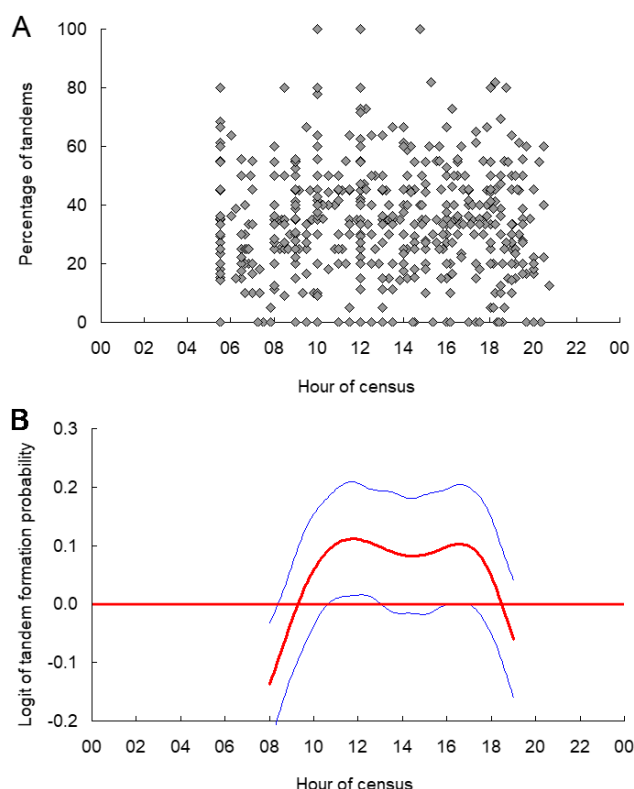 A
100
80
60
40
20
0
Percentage of tandems
00 02 04 06 08 10 12 14 16 18 20 22 00
Hour of census
B
0.3
0.2
0.1
0.0
-0.1
-0.2
Logit of tandem formation probability
00 02 04 06 08 10 12 14 16 18 20 22 00
Hour of census